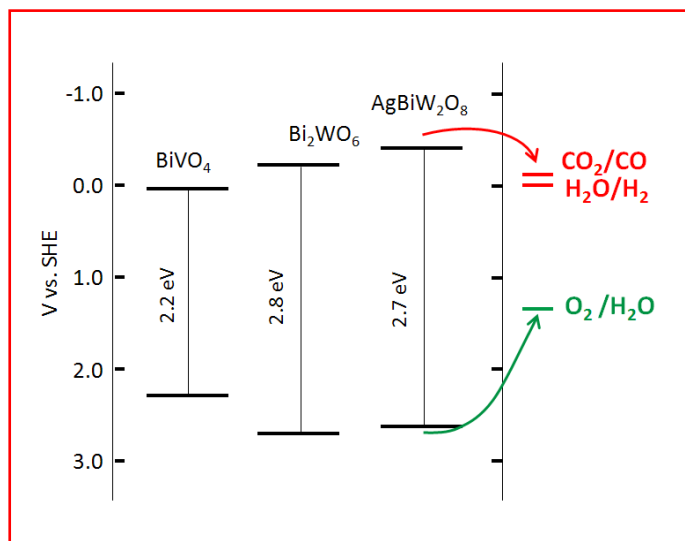 -1.0
0.0
1.0
2.0
3.0
V vs. SHE
BiVO₄
2.2 eV
Bi₂WO₆
2.8 eV
AgBiW₂O₈
2.7 eV
CO₂/CO
H₂O/H₂
O₂ /H₂O